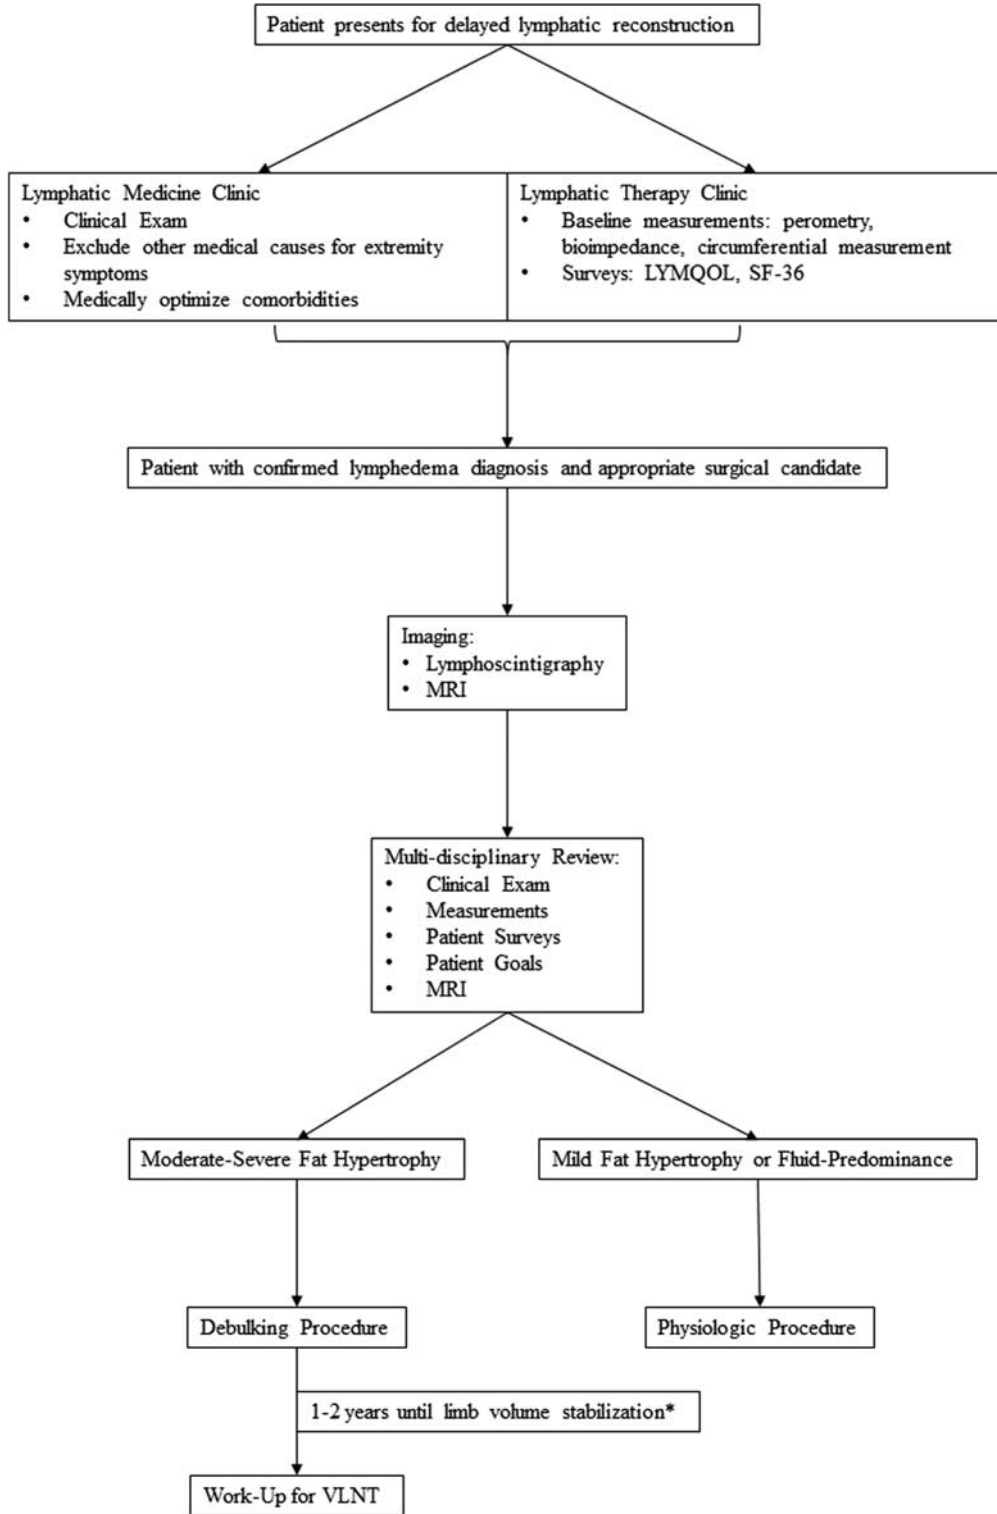 Patient presents for delayed lymphatic reconstruction
Lymphatic Medicine Clinic
• Clinical Exam
• Exclude other medical causes for extremity
symptoms
• Medically optimize comorbidities
Lymphatic Therapy Clinic
• Baseline measurements: perometry,
bioimpedance, circumferential measurement
• Surveys: LYMQOL, SF-36
Patient with confirmed lymphedema diagnosis and appropriate surgical candidate
Imaging:
• Lymphoscintigraphy
• MRI
Multi-disciplinary Review:
• Clinical Exam
• Measurements
• Patient Surveys
• Patient Goals
• MRI
Moderate-Severe Fat Hypertrophy
Mild Fat Hypertrophy or Fluid-Predominance
Debulking Procedure
Physiologic Procedure
1-2 years until limb volume stabilization*
Work-Up for VLNT